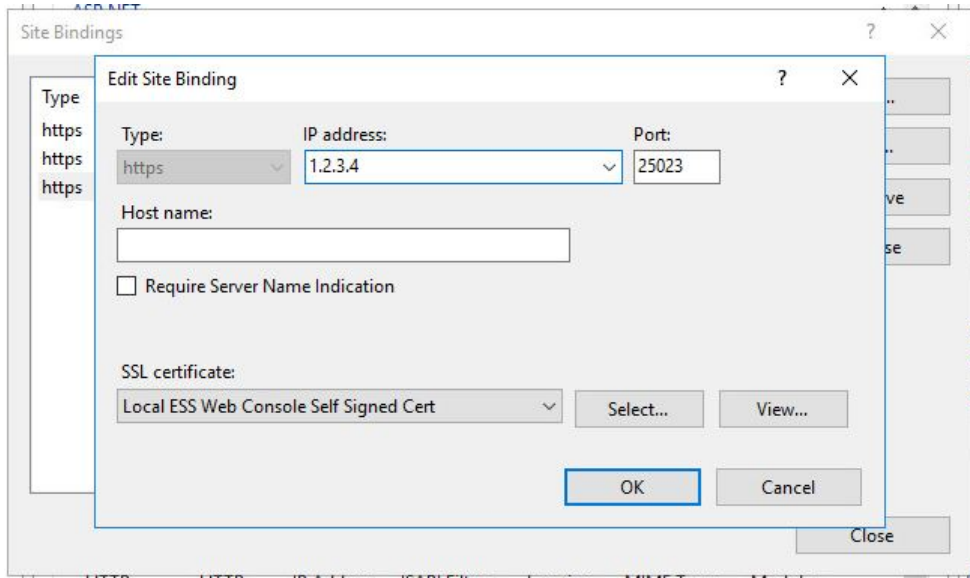 ASP.NET
Site Bindings
?
Edit Site Binding
?
Type
https
https
https
Type:
IP address:
Port:
https
1.2.3.4
25023
Host name:
Require Server Name Indication
SSL certificate:
Local ESS Web Console Self Signed Cert
Select...
View...
OK
Cancel
Close